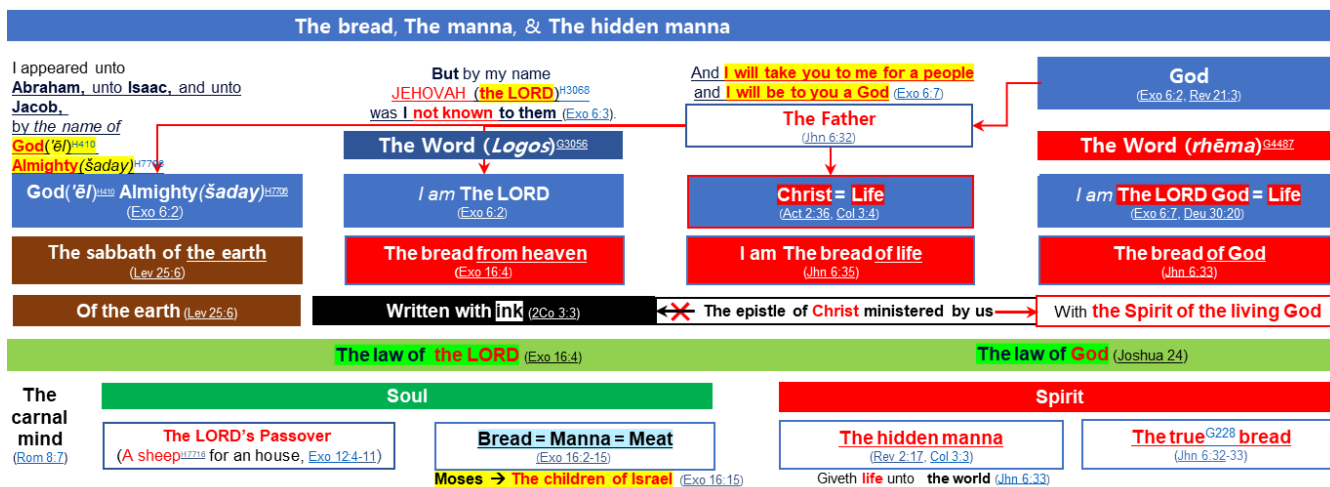 The bread, The manna, & The hidden manna
I appeared unto
Abraham, unto Isaac, and unto
Jacob,
by the name of
God('ēl)H410
Almighty(šaday)H7706
But by my name
JEHOVAH (the LORD)H3068
was I not known to them (Exo 6:3).
And I will take you to me for a people
and I will be to you a God (Exo 6:7)
God
(Exo 6:2, Rev 21:3)
The Father
(Jhn 6:32)
The Word (Logos)G3056
The Word (rhēma)G4487
God('ēl)H410 Almighty(šaday)H7706
(Exo 6:2)
I am The LORD
(Exo 6:2)
Christ = Life
(Act 2:36, Col 3:4)
I am The LORD God = Life
(Exo 6:7, Deu 30:20)
The sabbath of the earth
(Lev 25:6)
The bread from heaven
(Exo 16:4)
I am The bread of life
(Jhn 6:35)
The bread of God
(Jhn 6:33)
Of the earth (Lev 25:6)
Written with ink (2Co 3:3)
The epistle of Christ ministered by us
With the Spirit of the living God
The law of the LORD (Exo 16:4)
The law of God (Joshua 24)
The
carnal
mind
(Rom 8:7)
Soul
Spirit
The LORD's Passover
(A sheepH7716 for an house, Exo 12:4-11)
Bread = Manna = Meat
(Exo 16:2-15)
Moses → The children of Israel (Exo 16:15)
The hidden manna
(Rev 2:17, Col 3:3)
Giveth life unto the world (Jhn 6:33)
The trueG228 bread
(Jhn 6:32-33)